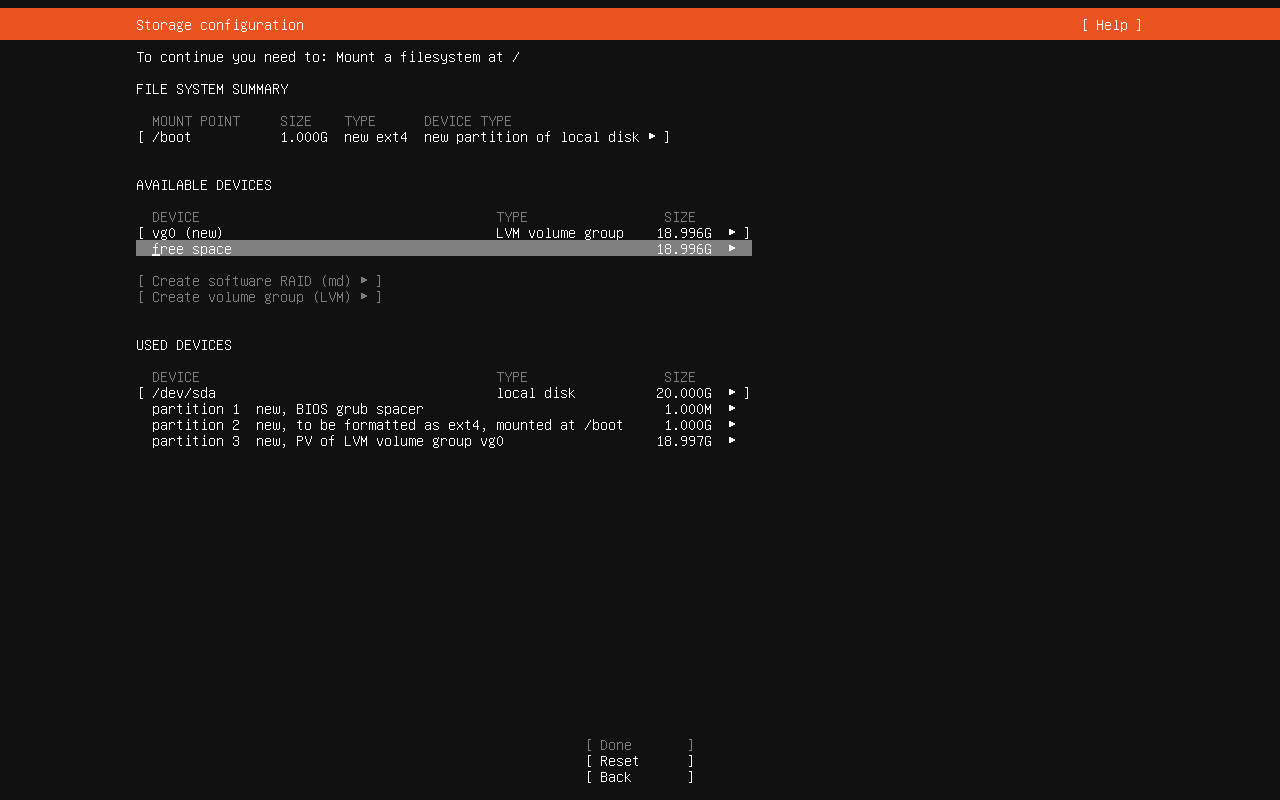 Storage configuration [ Help ]
To continue you need to: Mount a filesystem at /
FILE SYSTEM SUMMARY
MOUNT POINT SIZE TYPE DEVICE TYPE
[ /boot 1.000G new ext4 new partition of local disk ▸ ]
AVAILABLE DEVICES
DEVICE TYPE SIZE
[ vg0 (new) LVM volume group 18.996G ▸ ]
free space 18.996G ▸
[ Create software RAID (md) ▸ ]
[ Create volume group (LVM) ▸ ]
USED DEVICES
DEVICE TYPE SIZE
[ /dev/sda local disk 20.000G ▸ ]
partition 1 new, BIOS grub spacer 1.000M ▸
partition 2 new, to be formatted as ext4, mounted at /boot 1.000G ▸
partition 3 new, PV of LVM volume group vg0 18.997G ▸
[ Done ]
[ Reset ]
[ Back ]